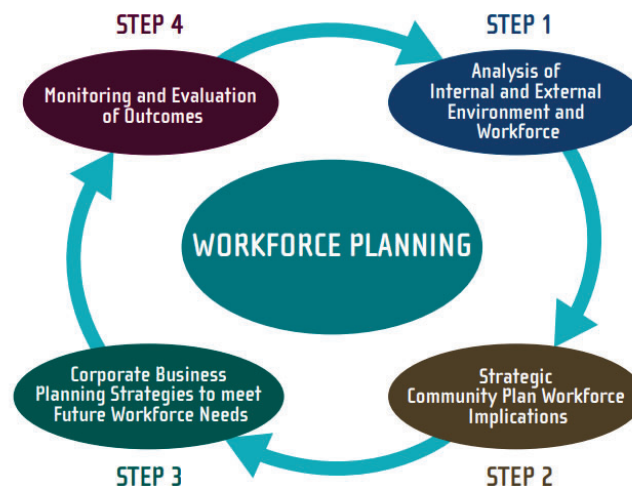 STEP 4
Monitoring and Evaluation
of Outcomes
STEP 1
Analysis of
Internal and External
Environment and
Workforce
WORKFORCE PLANNING
Corporate Business
Planning Strategies to meet
Future Workforce Needs
STEP 3
Strategic
Community Plan Workforce
Implications
STEP 2